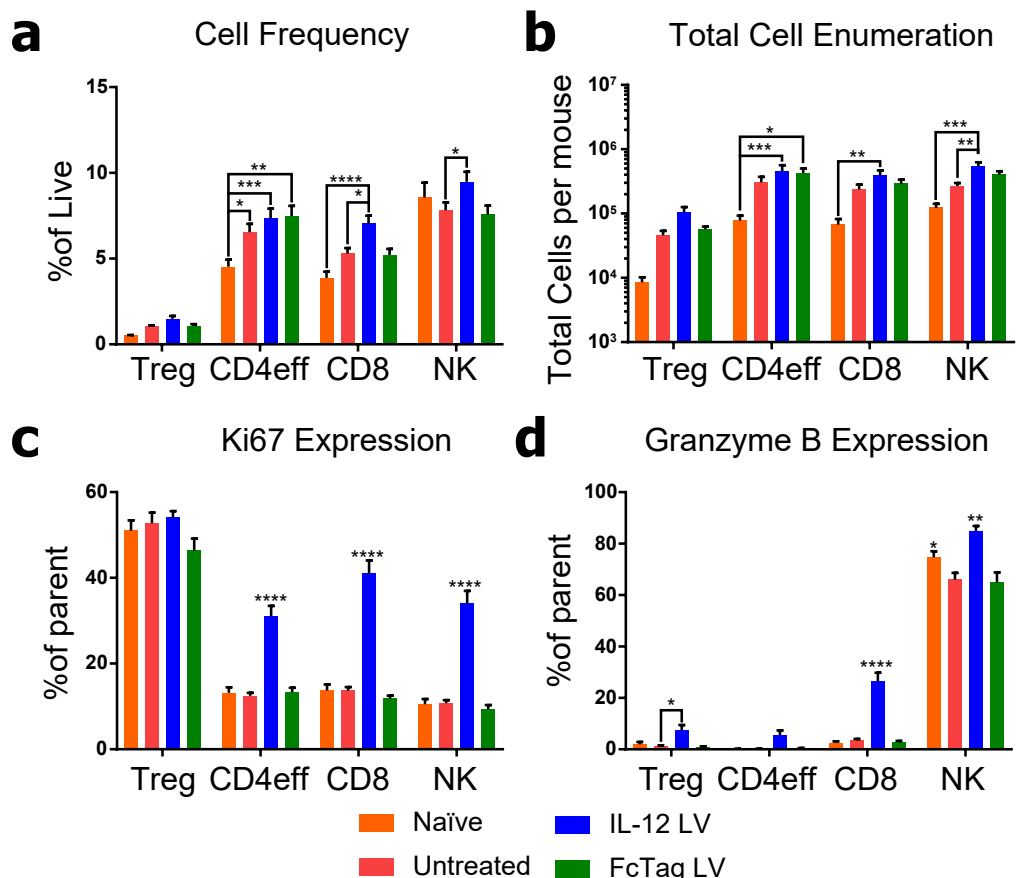 a
Cell Frequency
%of Live
15
10
5
0
**
***
*
****
*
*
Treg CD4eff CD8 NK
b
Total Cell Enumeration
Total Cells per mouse
10⁷
10⁶
10⁵
10⁴
10³
*
***
**
***
**
Treg CD4eff CD8 NK
c
Ki67 Expression
%of parent
60
40
20
0
****
****
****
Treg CD4eff CD8 NK
d
Granzyme B Expression
%of parent
100
80
60
40
20
0
*
****
*
**
Treg CD4eff CD8 NK
Naïve
IL-12 LV
Untreated
FcTag LV